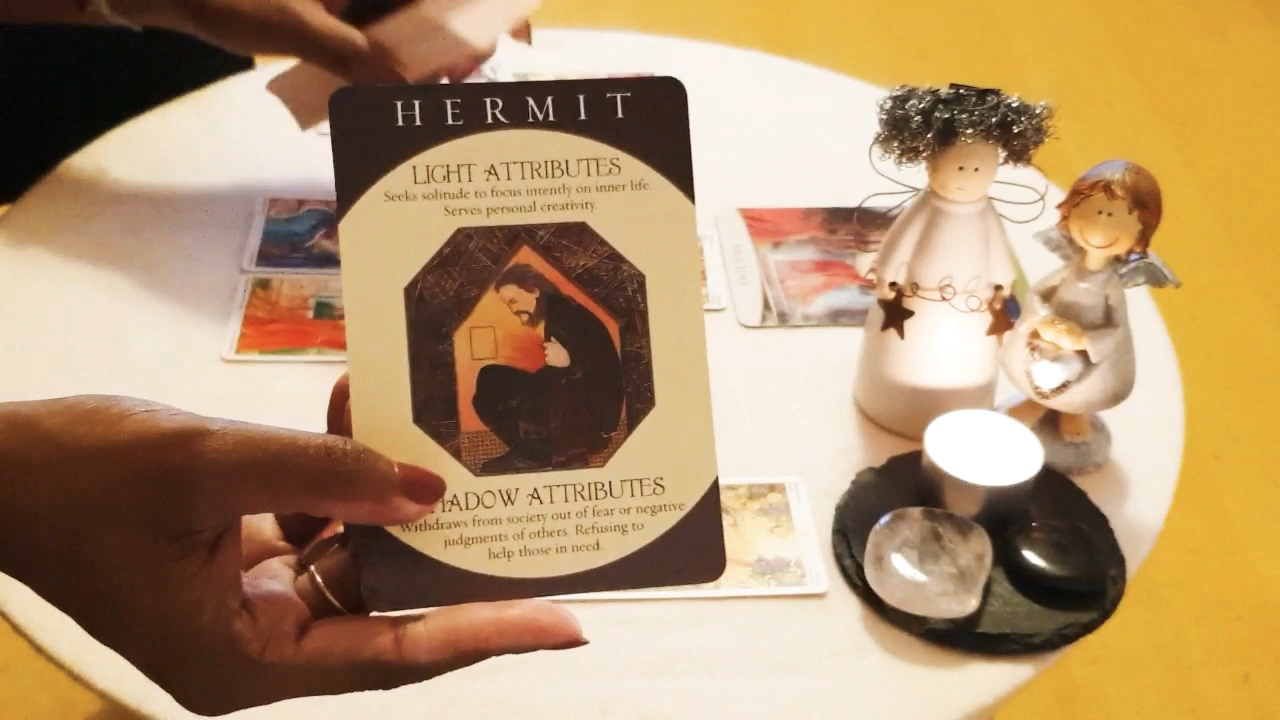 HERMIT
LIGHT ATTRIBUTES
Seeks solitude to focus intently on inner life.
Serves personal creativity.
HADOW ATTRIBUTES
Withdraws from society out of fear or negative
judgments of others. Refusing to
help those in need.